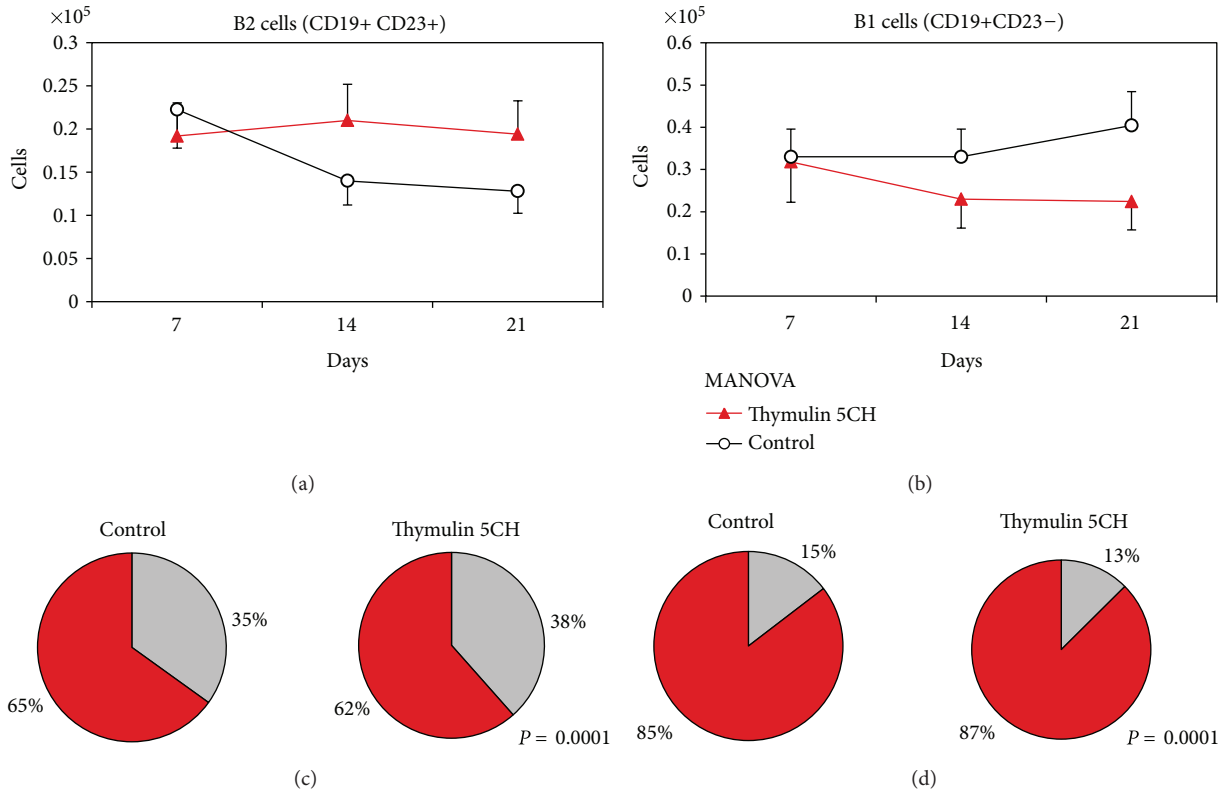 ×10⁵
B2 cells (CD19+ CD23+)
0.3
0.25
0.2
0.15
0.1
0.05
0
Cells
7 14 21
Days
(a)
×10⁵
B1 cells (CD19+CD23−)
0.6
0.5
0.4
0.3
0.2
0.1
0
Cells
7 14 21
Days
MANOVA
Thymulin 5CH
Control
(b)
Control
35%
65%
Thymulin 5CH
38%
62%
P = 0.0001
(c)
Control
15%
85%
Thymulin 5CH
13%
87%
P = 0.0001
(d)